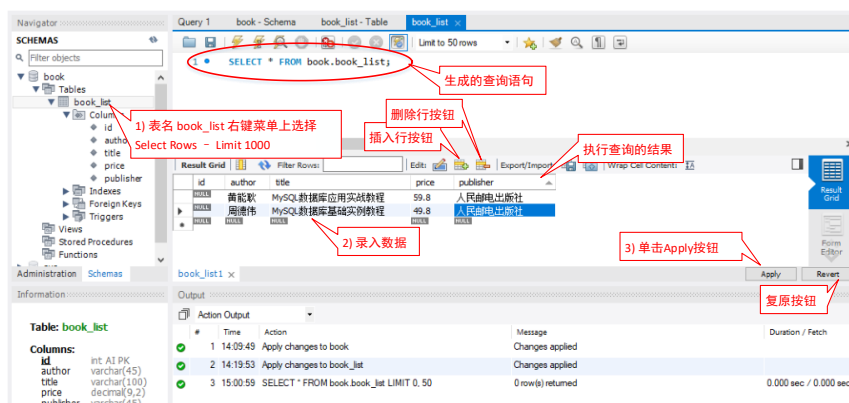 Navigator
Query 1
book - Schema
book_list - Table
book_list
SCHEMAS
Filter objects
Limit to 50 rows
1
SELECT * FROM book.book_list;
生成的查询语句
book
Tables
book_list
Colum
id
autho
title
price
publisher
Indexes
Foreign Keys
Triggers
Views
Stored Procedures
Functions
1) 表名 book_list 右键菜单上选择
Select Rows – Limit 1000
删除行按钮
插入行按钮
执行查询的结果
Result Grid
Filter Rows:
Edit:
Export/Import:
Wrap Cell Content:
id author title price publisher
NULL 黄能耿 MySQL数据库应用实战教程 59.8 人民邮电出版社
NULL 周德伟 MySQL数据库基础实例教程 49.8 人民邮电出版社
NULL NULL NULL NULL NULL
2) 录入数据
Result
Grid
Form
Editor
3) 单击Apply按钮
Administration Schemas
book_list1
Apply
Revert
复原按钮
Information
Output
Action Output
Table: book_list
Columns:
id int AI PK
author varchar(45)
title varchar(100)
price decimal(9,2)
publisher varchar(45)
# Time Action Message Duration / Fetch
1 14:09:49 Apply changes to book Changes applied
2 14:19:53 Apply changes to book_list Changes applied
3 15:00:59 SELECT * FROM book.book_list LIMIT 0, 50 0 row(s) returned 0.000 sec / 0.000 sec